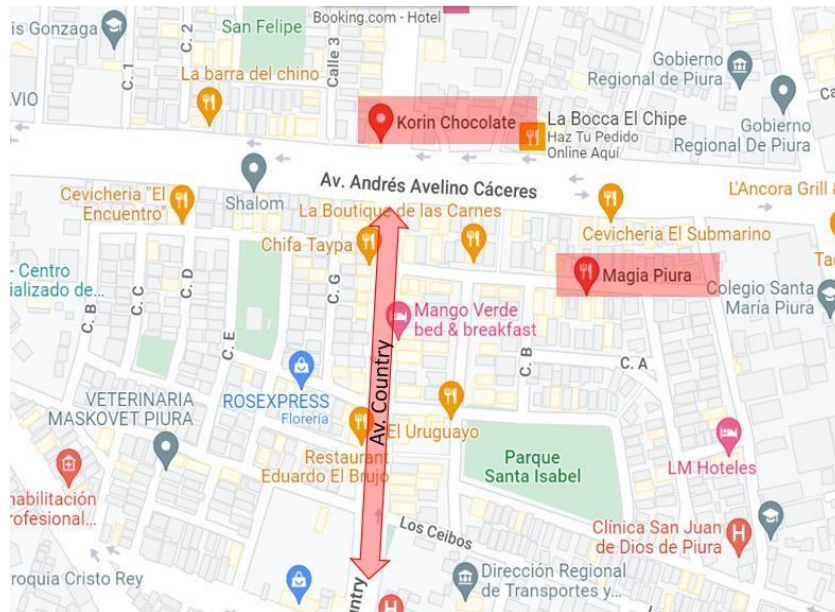 Booking.com - Hotel
is Gonzaga
C. 2
San Felipe
Calle 3
C. 1
La barra del chino
Gobierno
Regional de Piura
Korin Chocolate
La Bocca El Chipe
Haz Tu Pedido
Online Aquí
Gobierno
Regional De Piura
Ca
AVIO
Av. Andrés Avelino Cáceres
Shalom
L'Ancora Grill &
Cevicheria "El
Encuentro"
La Boutique de las Carnes
Cevicheria El Submarino
Chifa Taypa
Tac
- Centro
ializado de...
C. D
C. C
C. B
C. G
C. E
Magia Piura
Colegio Santa
María Piura
Mango Verde
bed & breakfast
C. B
C. A
Av. Country
ROSEXPRESS
Floreria
VETERINARIA
MASKOVET PIURA
El Uruguayo
Restaurant
Eduardo El Brujo
Parque
Santa Isabel
LM Hoteles
habilitación
rofesional...
Los Ceibos
Clínica San Juan
de Dios de Piura
rroquia Cristo Rey
Dirección Regional
de Transportes y...
untry